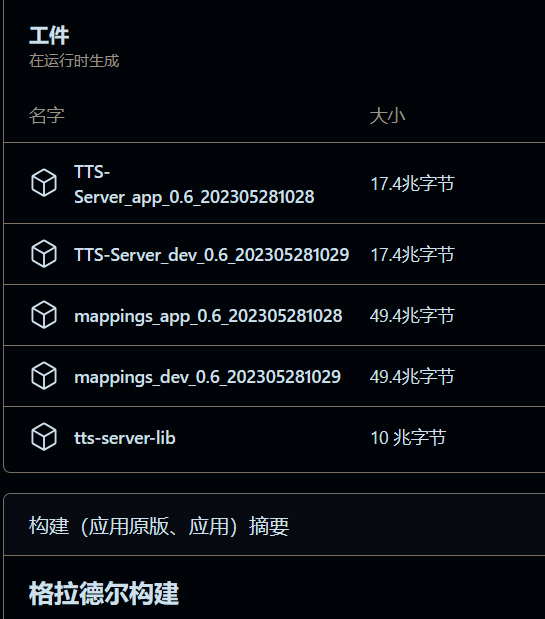 工件
在运行时生成
名字 大小
TTS-
Server_app_0.6_202305281028 17.4兆字节
TTS-Server_dev_0.6_202305281029 17.4兆字节
mappings_app_0.6_202305281028 49.4兆字节
mappings_dev_0.6_202305281029 49.4兆字节
tts-server-lib 10 兆字节
构建（应用原版、应用）摘要
格拉德尔构建